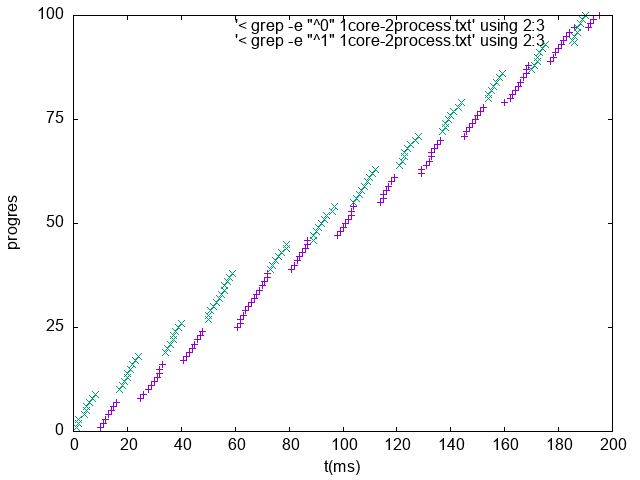 '< grep -e "^0" 1core-2process.txt' using 2:3
'< grep -e "^1" 1core-2process.txt' using 2:3
100
75
50
25
0
progres
0 20 40 60 80 100 120 140 160 180 200
t(ms)